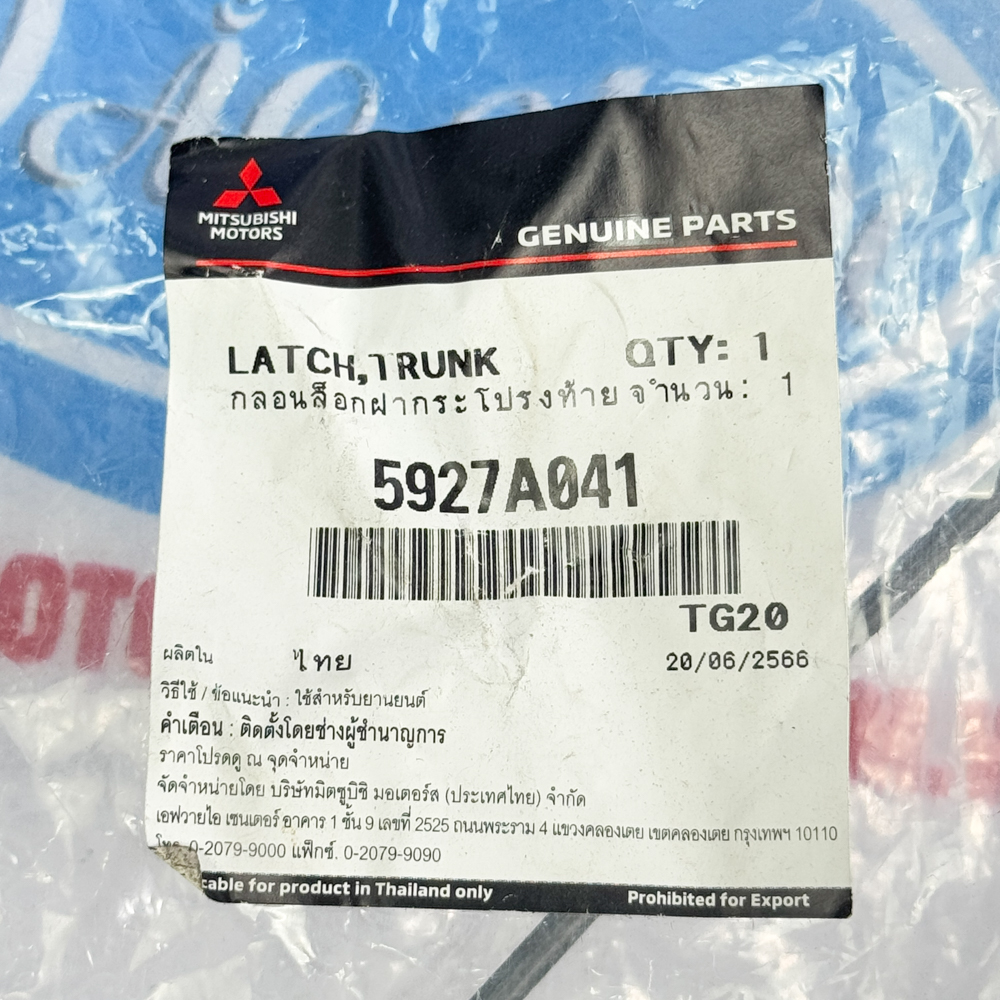 MITSUBISHI
MOTORS
GENUINE PARTS
LATCH,TRUNK QTY: 1
กลอนล็อกฝากระโปรงท้าย จำนวน: 1
5927A041
TG20
ผลิตใน ไทย 20/06/2566
วิธีใช้ / ข้อแนะนำ : ใช้สำหรับยานยนต์
คำเตือน : ติดตั้งโดยช่างผู้ชำนาญการ
ราคาโปรดดู ณ จุดจำหน่าย
จัดจำหน่ายโดย บริษัทมิตซูบิชิ มอเตอร์ส (ประเทศไทย) จำกัด
เอฟวายไอ เซนเตอร์ อาคาร 1 ชั้น 9 เลขที่ 2525 ถนนพระราม 4 แขวงคลองเตย เขตคลองเตย กรุงเทพฯ 10110
0-2079-9000 แฟ็กซ์. 0-2079-9090
cable for product in Thailand only Prohibited for Export